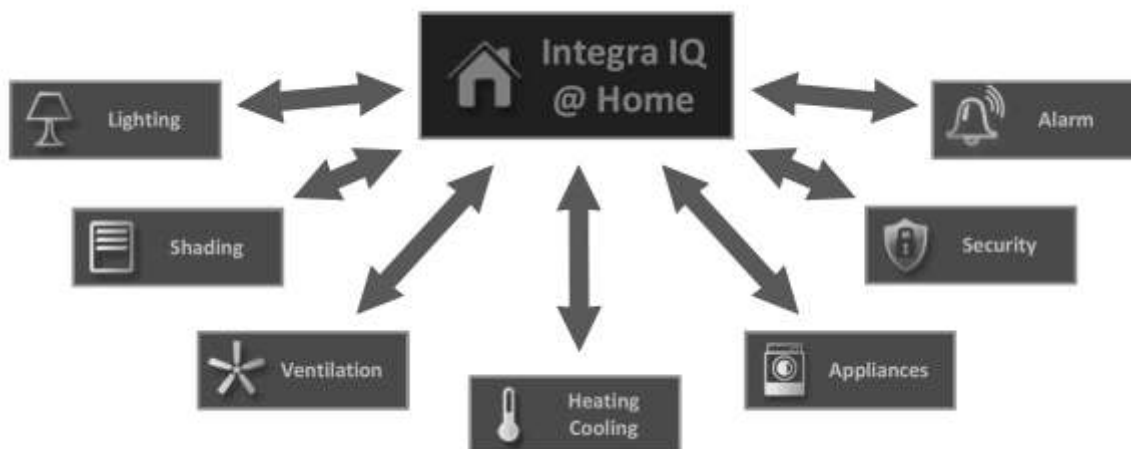 Integra IQ
@ Home
Lighting
Alarm
Shading
Security
Ventilation
Appliances
Heating
Cooling